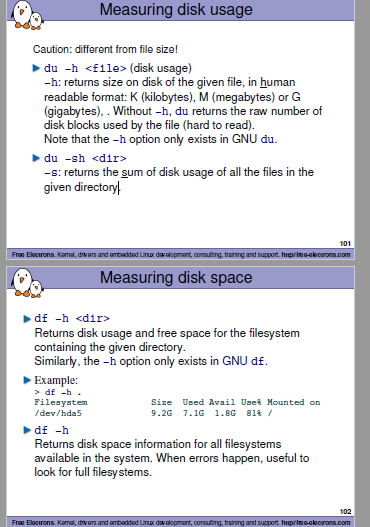 Measuring disk usage
Caution: different from file size!
du -h <file> (disk usage)
-h: returns size on disk of the given file, in human
readable format: K (kilobytes), M (megabytes) or G
(gigabytes), . Without -h, du returns the raw number of
disk blocks used by the file (hard to read).
Note that the -h option only exists in GNU du.
du -sh <dir>
-s: returns the sum of disk usage of all the files in the
given directory.
101
Free Electrons. Kernel, drivers and embedded Linux development, consulting, training and support. http//free-electrons.com
Measuring disk space
df -h <dir>
Returns disk usage and free space for the filesystem
containing the given directory.
Similarly, the -h option only exists in GNU df.
Example:
> df -h .
Filesystem Size Used Avail Use% Mounted on
/dev/hda5 9.2G 7.1G 1.8G 81% /
df -h
Returns disk space information for all filesystems
available in the system. When errors happen, useful to
look for full filesystems.
102
Free Electrons. Kernel, drivers and embedded Linux development, consulting, training and support. http//free-electrons.com